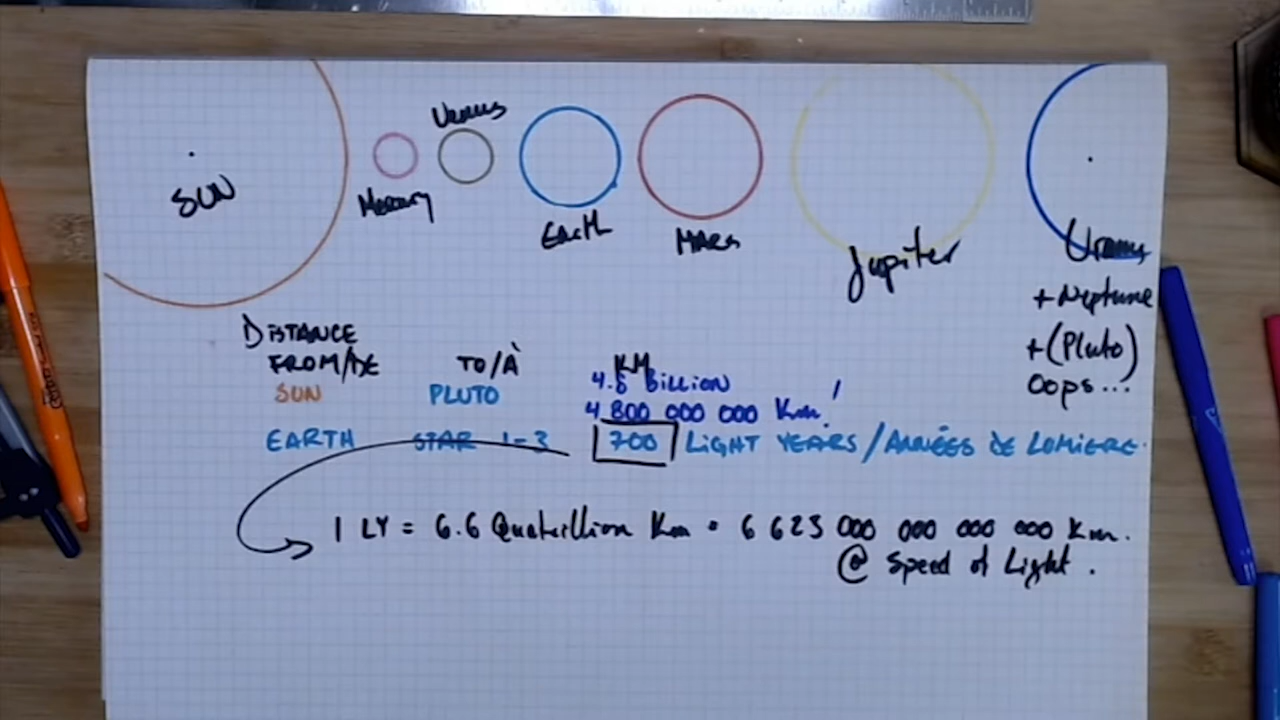 Venus
SUN
Mercury
Earth
MARS
Jupiter
Uranus
+Neptune
+(Pluto)
Oops...
DISTANCE
FROM/DE TO/À KM
SUN PLUTO 4.8 Billion
4 800 000 000 Km!
EARTH STAR 1-3 700 LIGHT YEARS/ANNÉES DE LUMIERE.
1 LY = 6.6 Quatrillion Km = 6 625 000 000 000 000 Km.
@ Speed of Light.